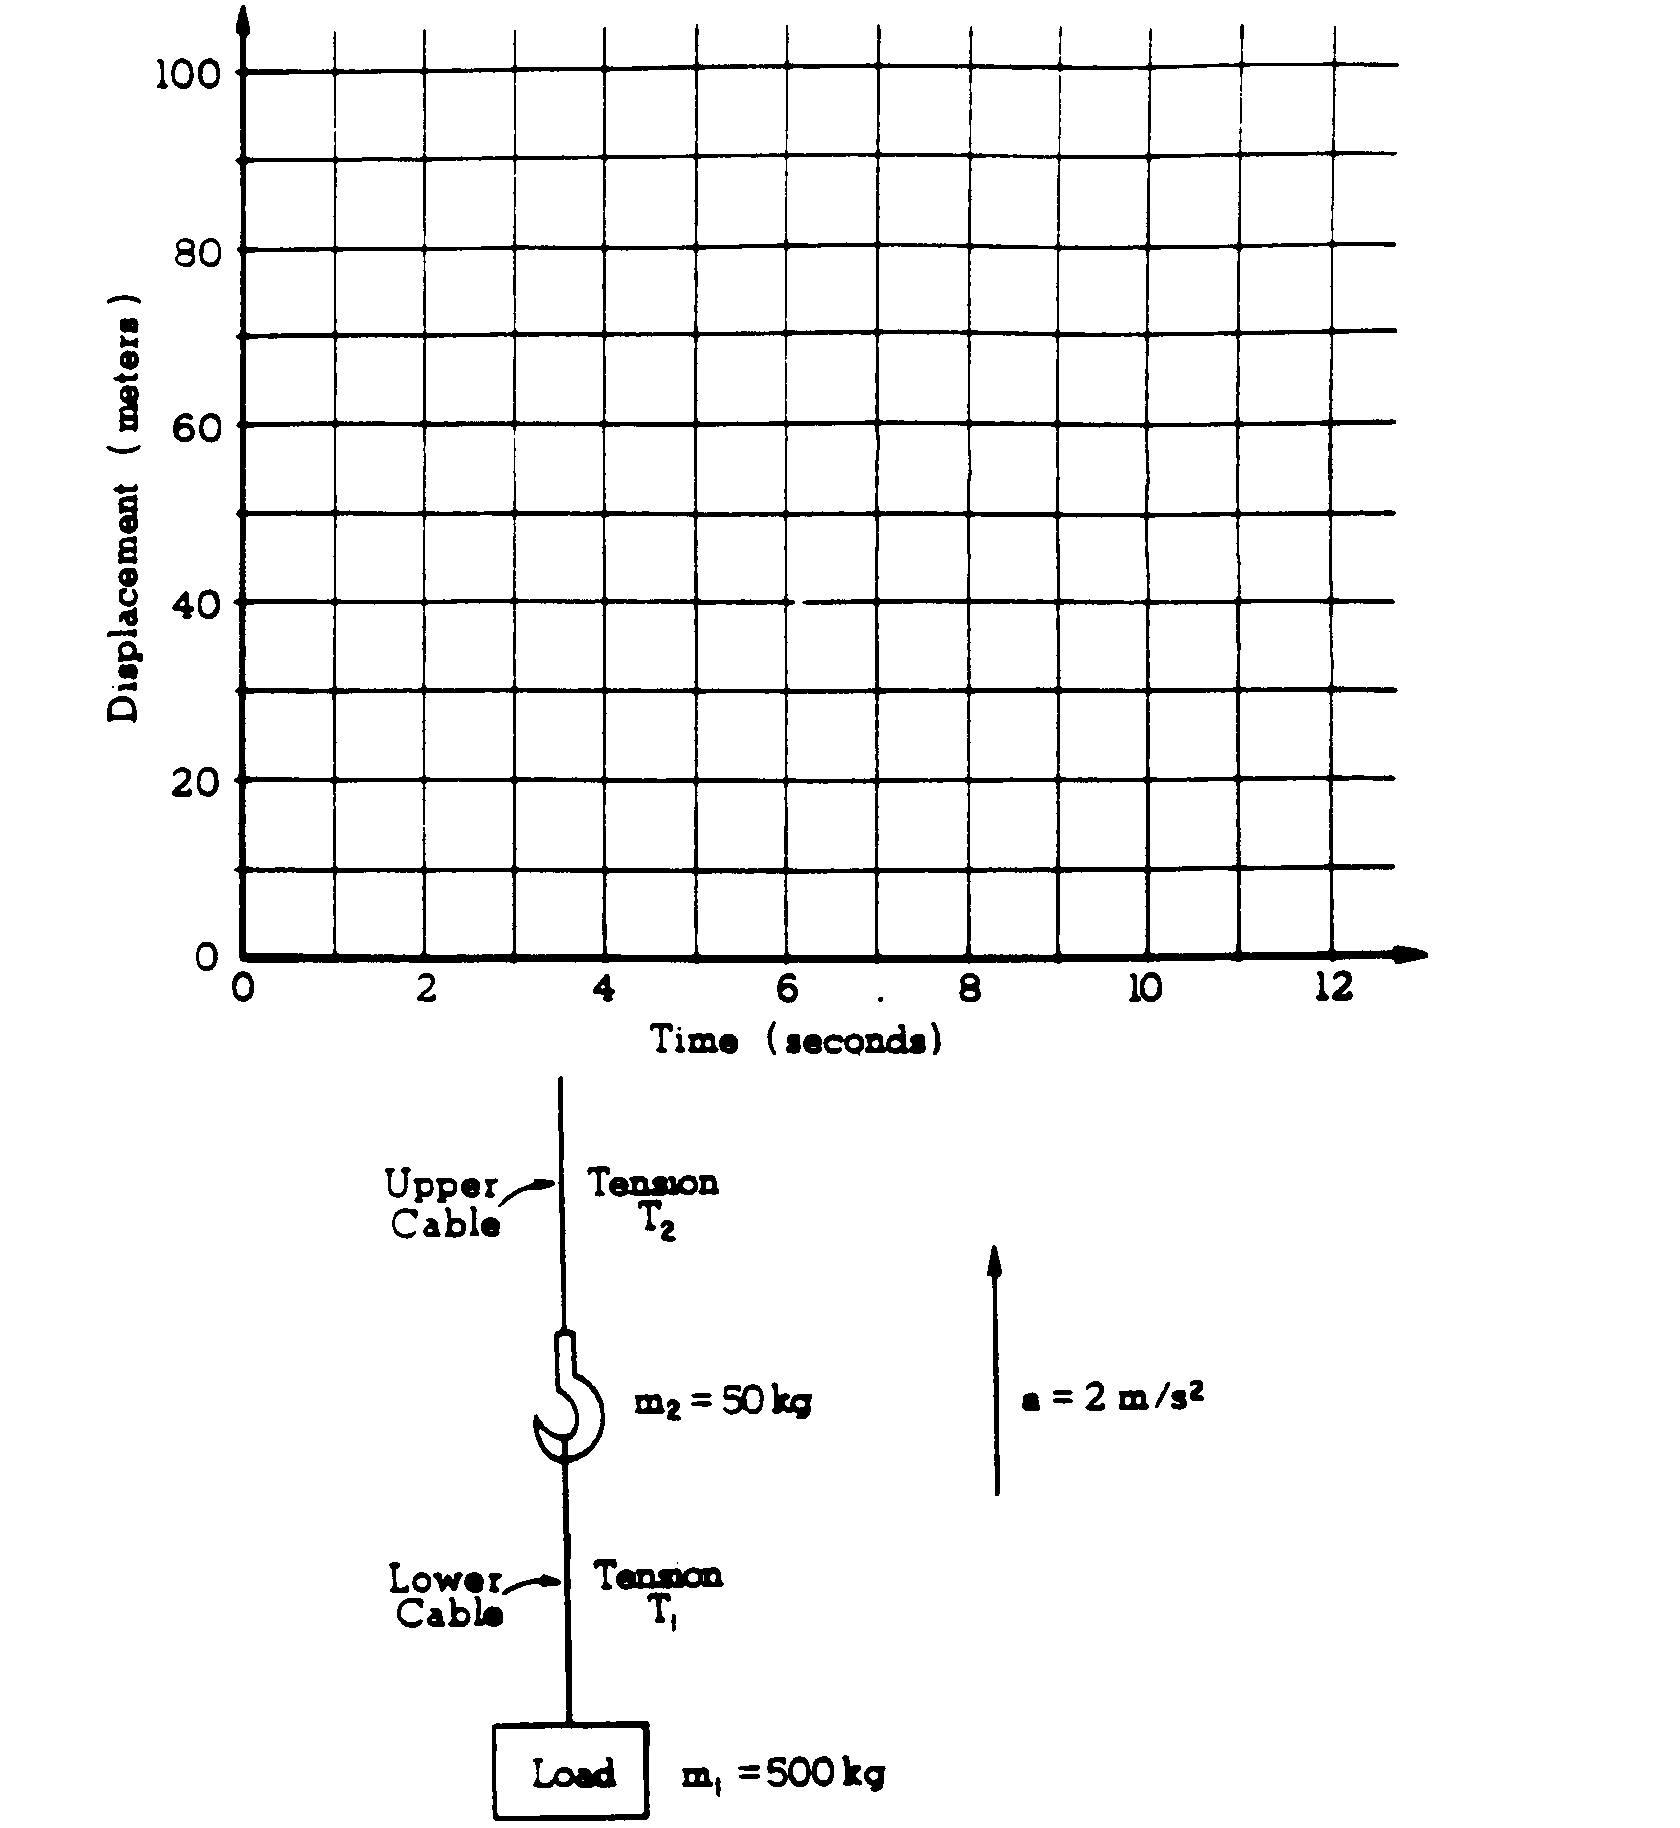 100
80
60
40
20
0
Displacement (meters)
0 2 4 6 8 10 12
Time (seconds)
Upper
Cable
Tension
T₂
m₂ = 50 kg
a = 2 m/s²
Lower
Cable
Tension
T₁
Load
m₁ = 500 kg